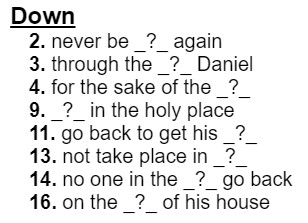 Down
2. never be _?_ again
3. through the _?_ Daniel
4. for the sake of the _?_
9. _?_ in the holy place
11. go back to get his _?_
13. not take place in _?_
14. no one in the _?_ go back
16. on the _?_ of his house